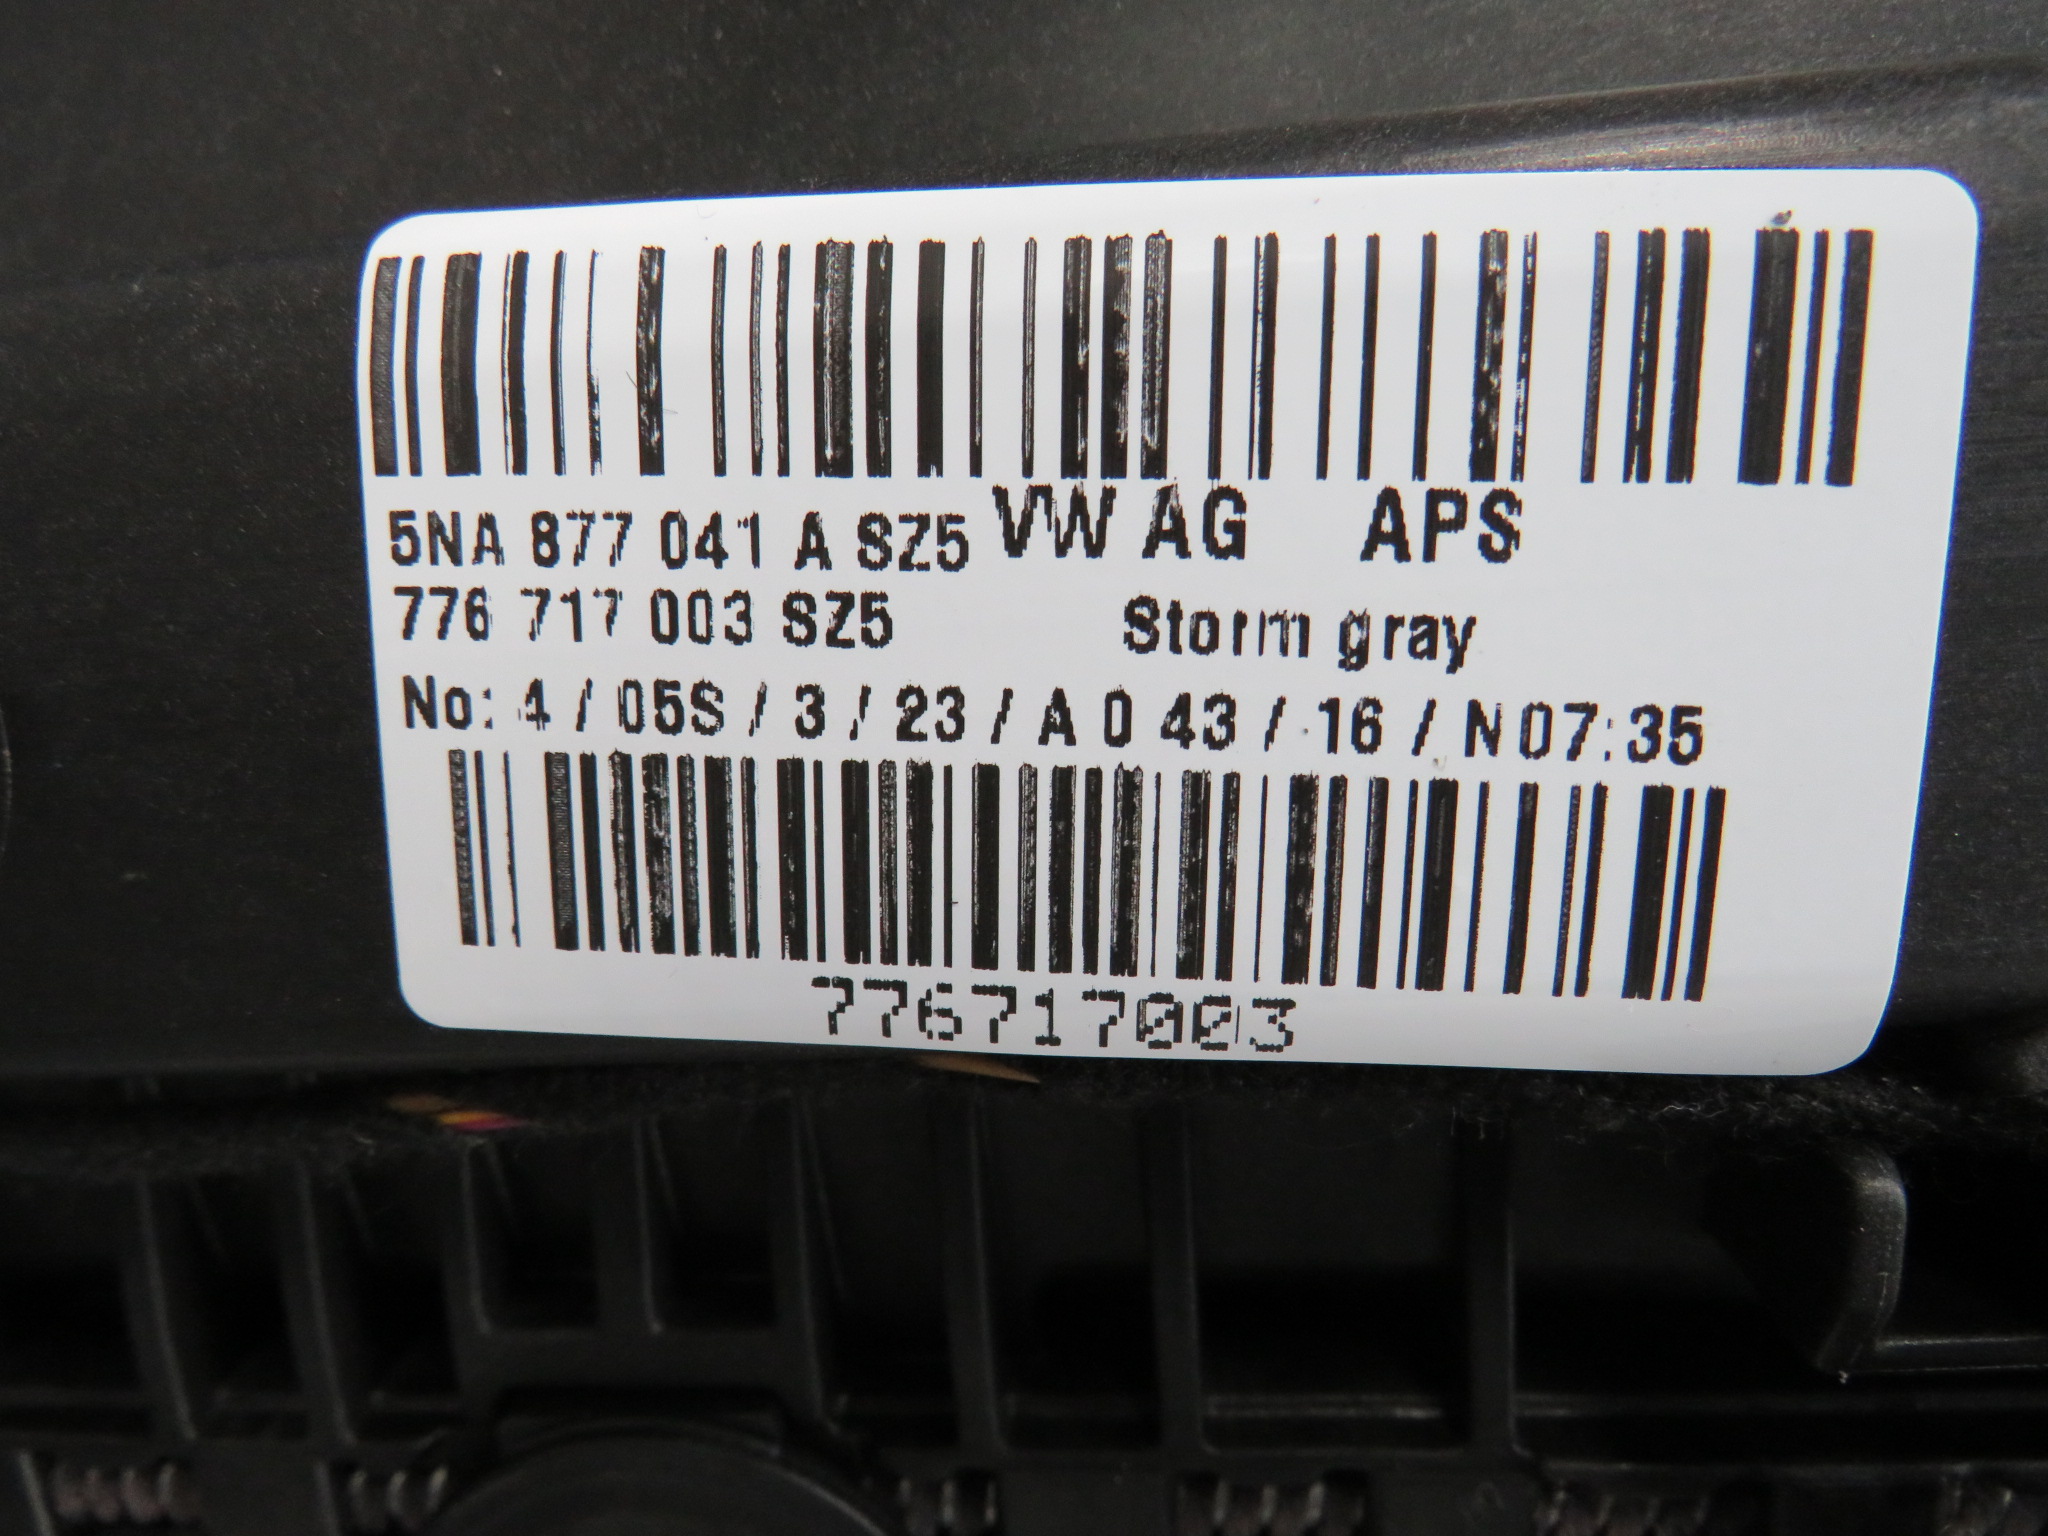 5NA 877 041 A SZ5 VW AG APS
776 717 003 SZ5 Storm gray
No: 4 / 05S / 3 / 23 / A 0 43 / 16 / N 07:35
776717003